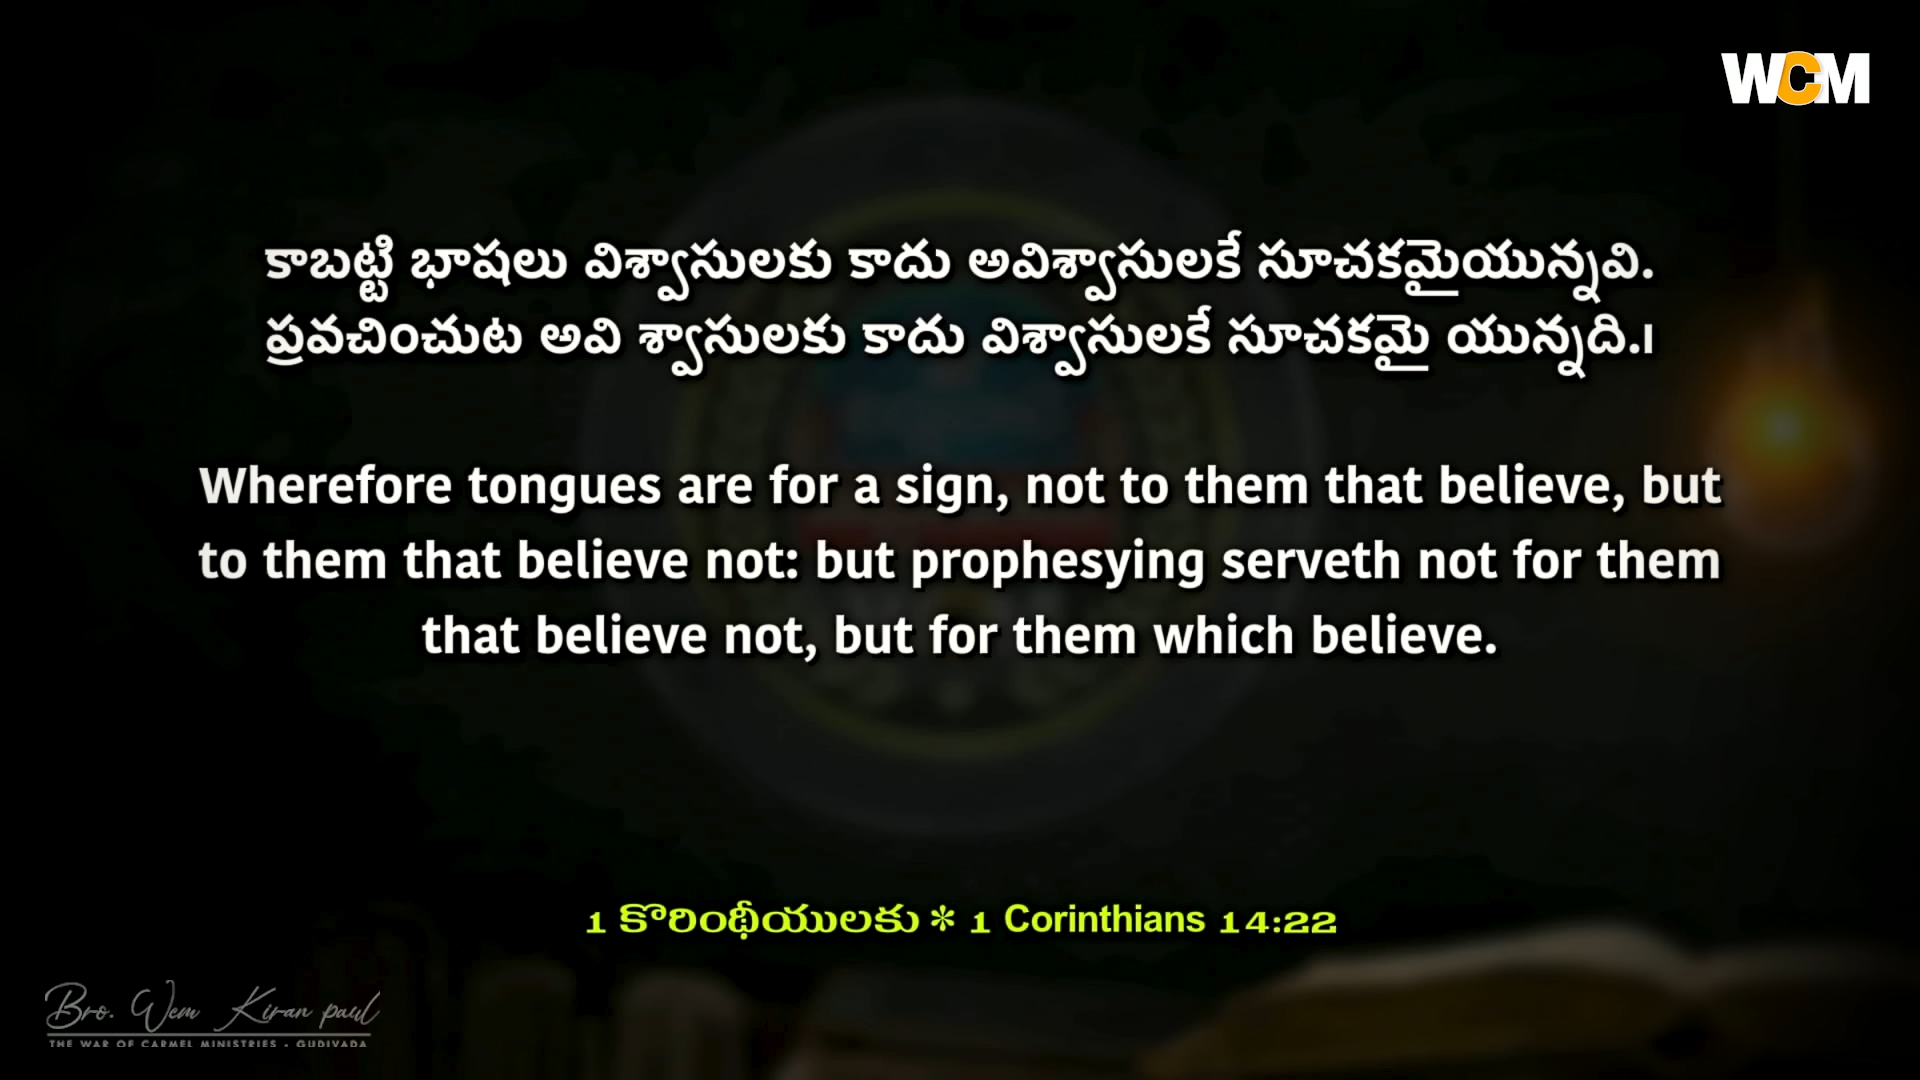 WCM
కాబట్టి భాషలు విశ్వాసులకు కాదు అవిశ్వాసులకే సూచకమైయున్నవి.
ప్రవచించుట అవి శ్వాసులకు కాదు విశ్వాసులకే సూచకమై యున్నది.।
Wherefore tongues are for a sign, not to them that believe, but
to them that believe not: but prophesying serveth not for them
that believe not, but for them which believe.
1 కొరింథీయులకు * 1 Corinthians 14:22
Bro. Wem Kiran paul
THE WAR OF CARMEL MINISTRIES - GUDIVADA